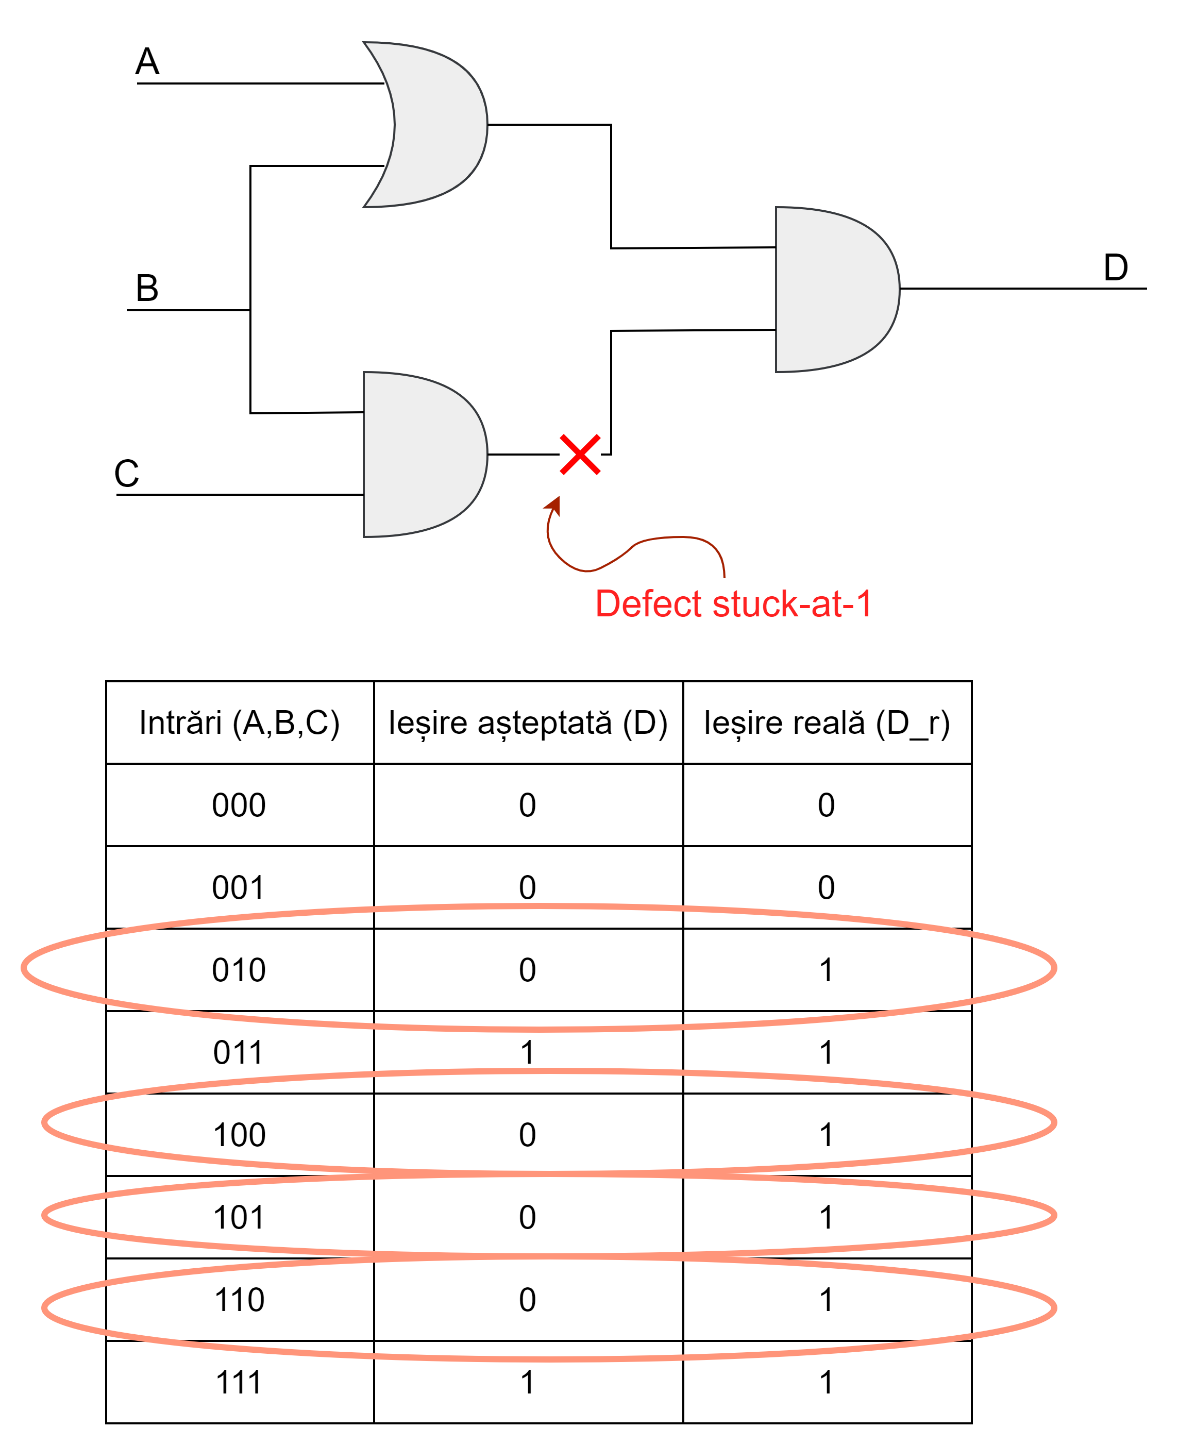 A
B
C
D
Defect stuck-at-1
Intrări (A,B,C) Ieșire așteptată (D) Ieșire reală (D_r)
000 0 0
001 0 0
010 0 1
011 1 1
100 0 1
101 0 1
110 0 1
111 1 1